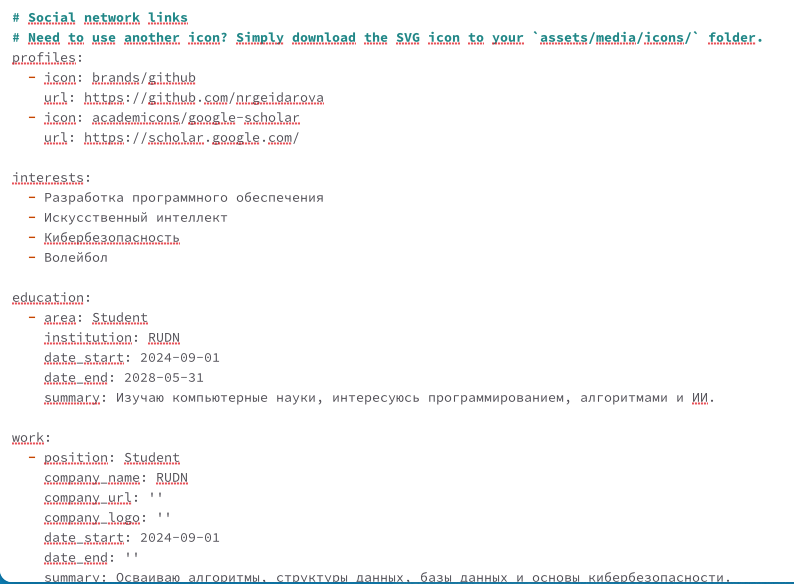 # Social network links
# Need to use another icon? Simply download the SVG icon to your `assets/media/icons/` folder.
profiles:
  - icon: brands/github
    url: https://github.com/nrgeidarova
  - icon: academicons/google-scholar
    url: https://scholar.google.com/

interests:
  - Разработка программного обеспечения
  - Искусственный интеллект
  - Кибербезопасность
  - Волейбол

education:
  - area: Student
    institution: RUDN
    date_start: 2024-09-01
    date_end: 2028-05-31
    summary: Изучаю компьютерные науки, интересуюсь программированием, алгоритмами и ИИ.

work:
  - position: Student
    company_name: RUDN
    company_url: ''
    company_logo: ''
    date_start: 2024-09-01
    date_end: ''
    summary: Осваиваю алгоритмы, структуры данных, базы данных и основы кибербезопасности.